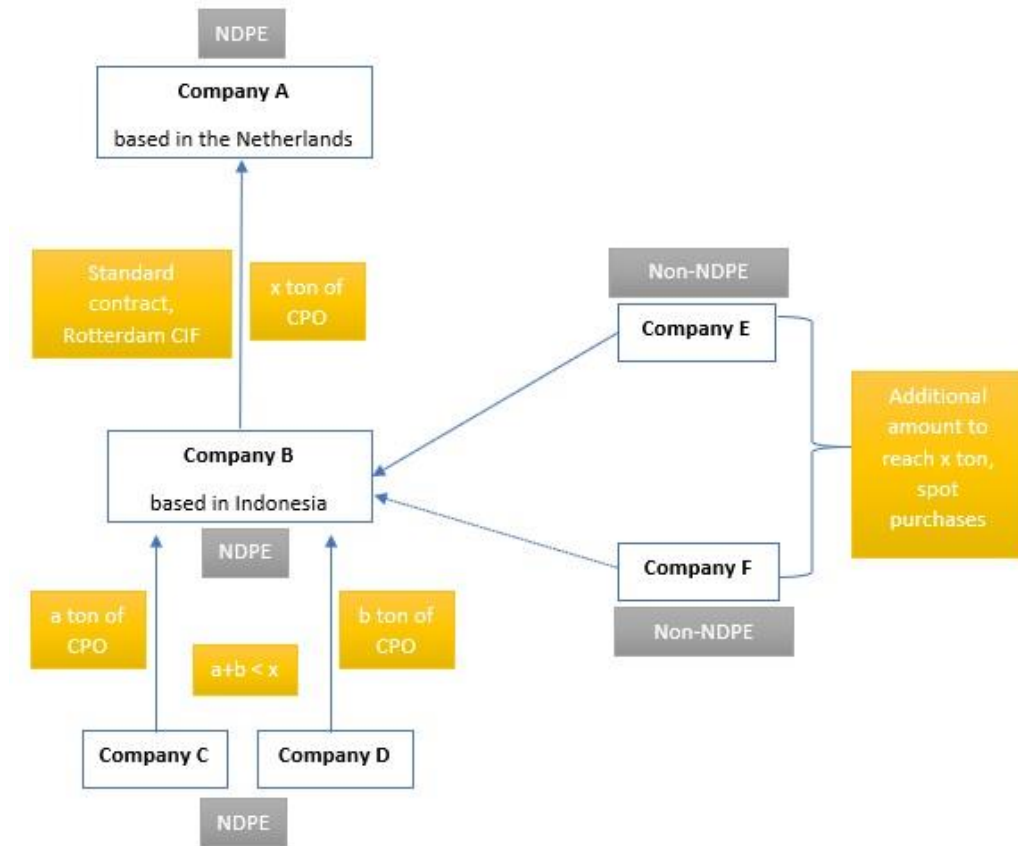 NDPE
Company A
based in the Netherlands
Standard
contract,
Rotterdam CIF
x ton of
CPO
Non-NDPE
Company E
Additional
amount to
reach x ton,
spot
purchases
Company B
based in Indonesia
NDPE
Company F
Non-NDPE
a ton of
CPO
b ton of
CPO
a+b < x
Company C
Company D
NDPE